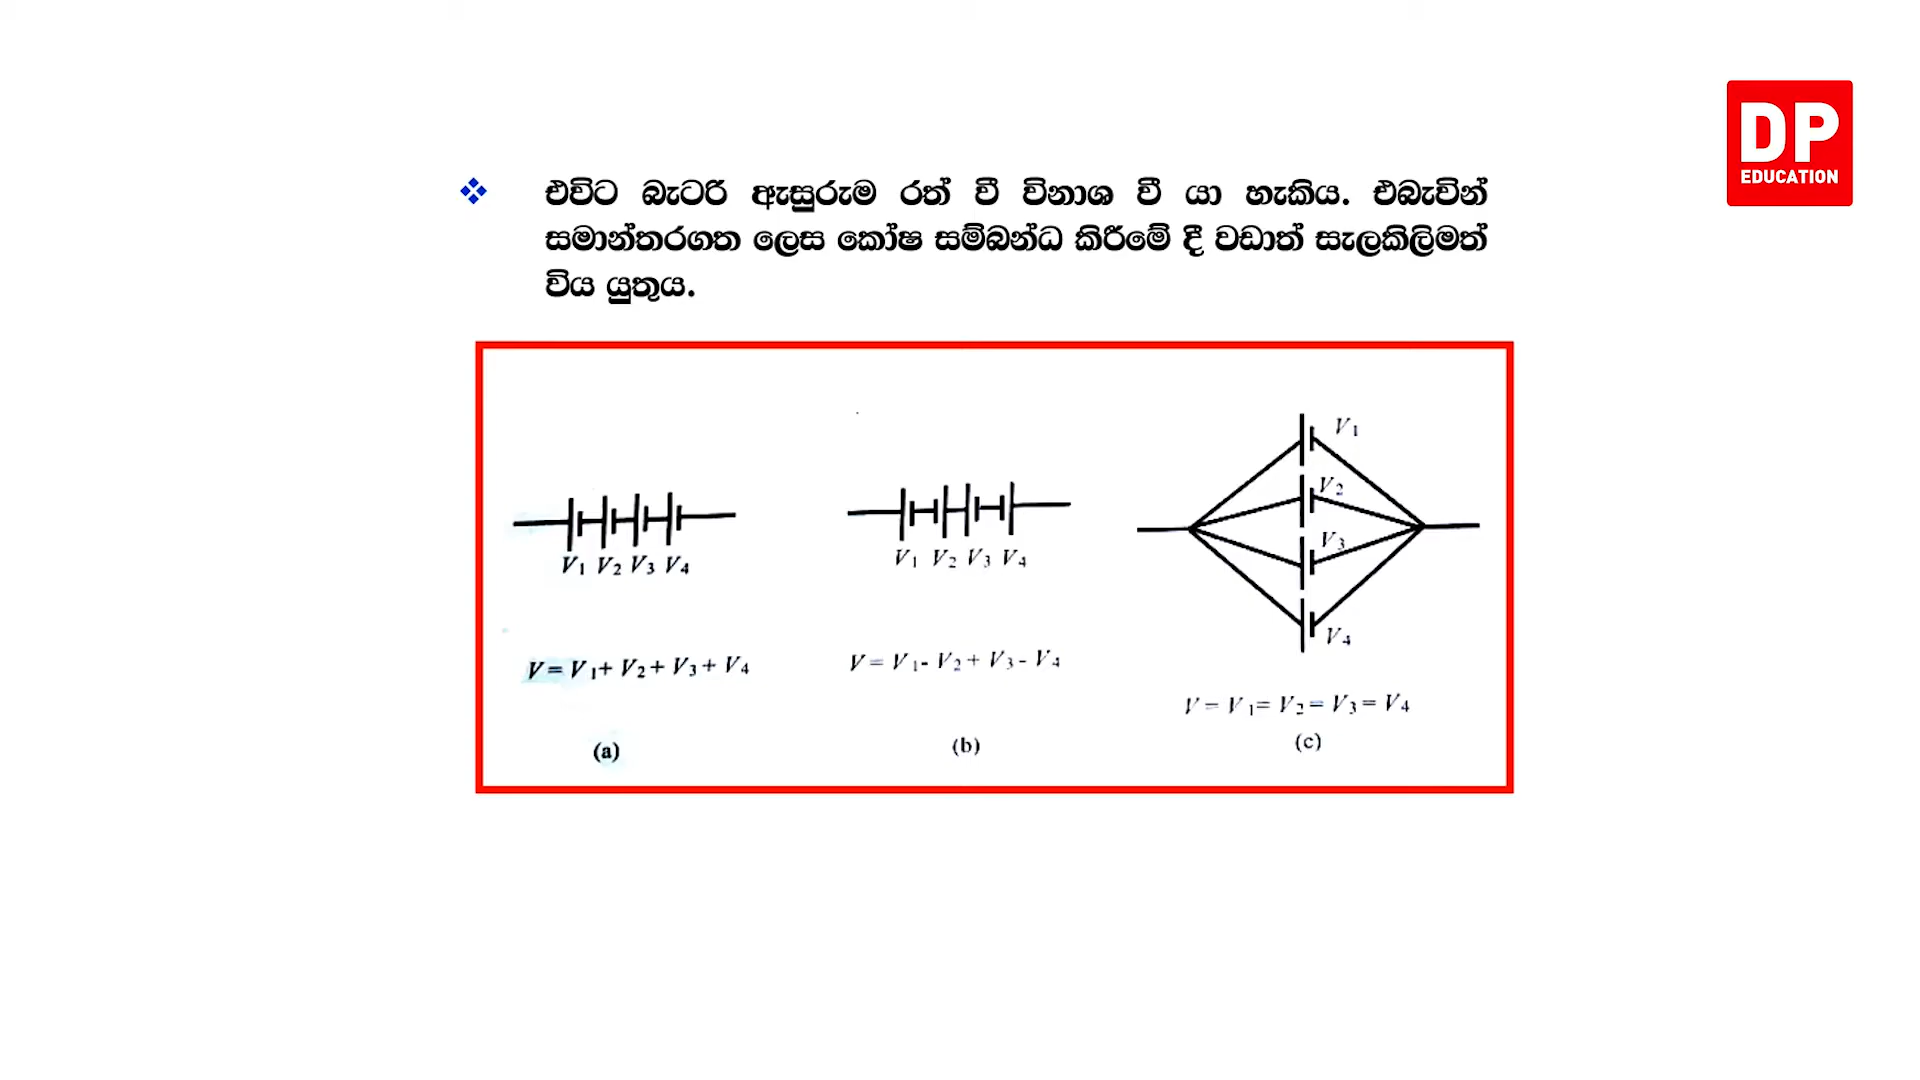 DP
EDUCATION
එවිට බැටරි ඇසුරුම රත් වී විනාශ වී යා හැකිය. එබැවින්
සමාන්තරගත ලෙස කෝෂ සම්බන්ධ කිරීමේ දී වඩාත් සැලකිලිමත්
විය යුතුය.
V₁ V₂ V₃ V₄
V = V₁+ V₂+ V₃+ V₄
(a)
V₁ V₂ V₃ V₄
V = V₁- V₂+ V₃- V₄
(b)
V₁
V₂
V₃
V₄
V = V₁= V₂= V₃= V₄
(c)